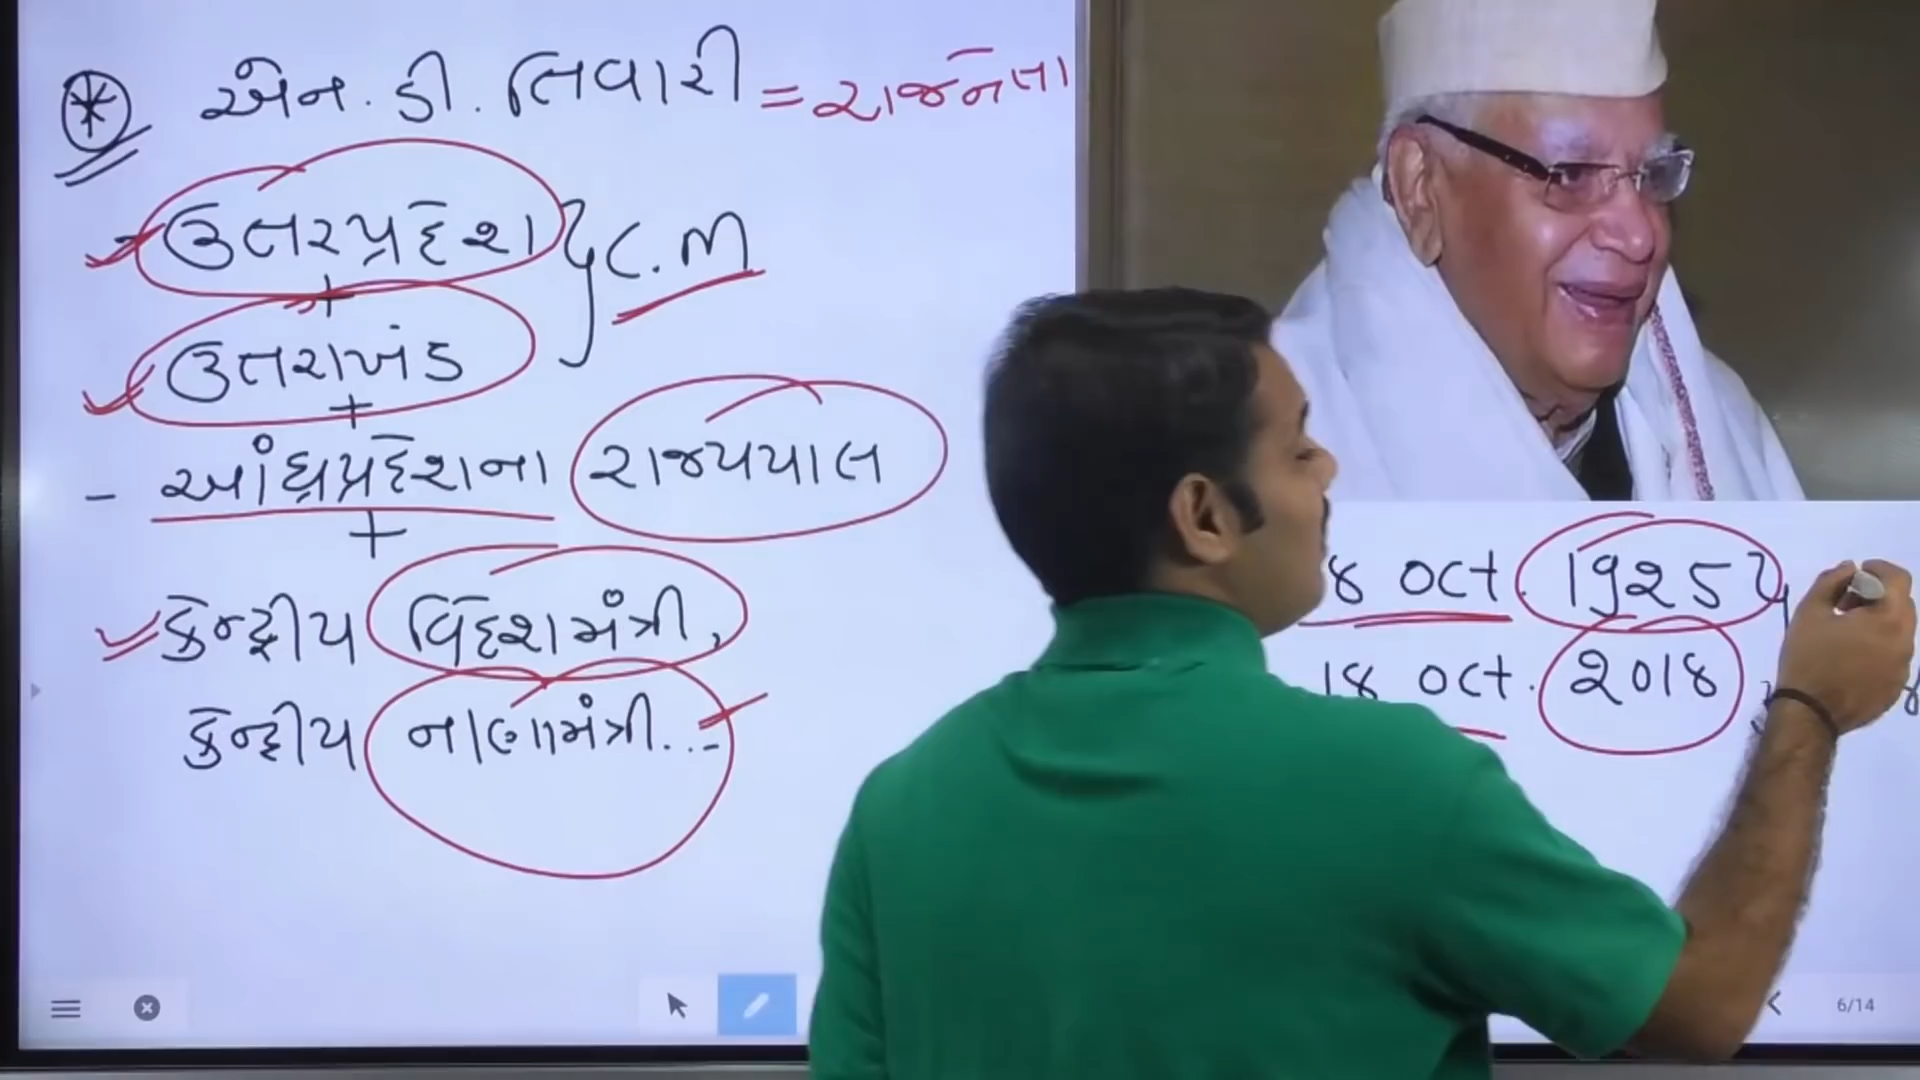 એન. ડી. તિવારી = રાજનેતા
ઉત્તરપ્રદેશ } C.M
+
ઉત્તરાખંડ
+
- આંધ્રપ્રદેશના રાજ્યપાલ
+
કેન્દ્રીય વિદેશમંત્રી,
કેન્દ્રીય નાણામંત્રી...
૪ oct. 1925
18 oct. 2018
6/14